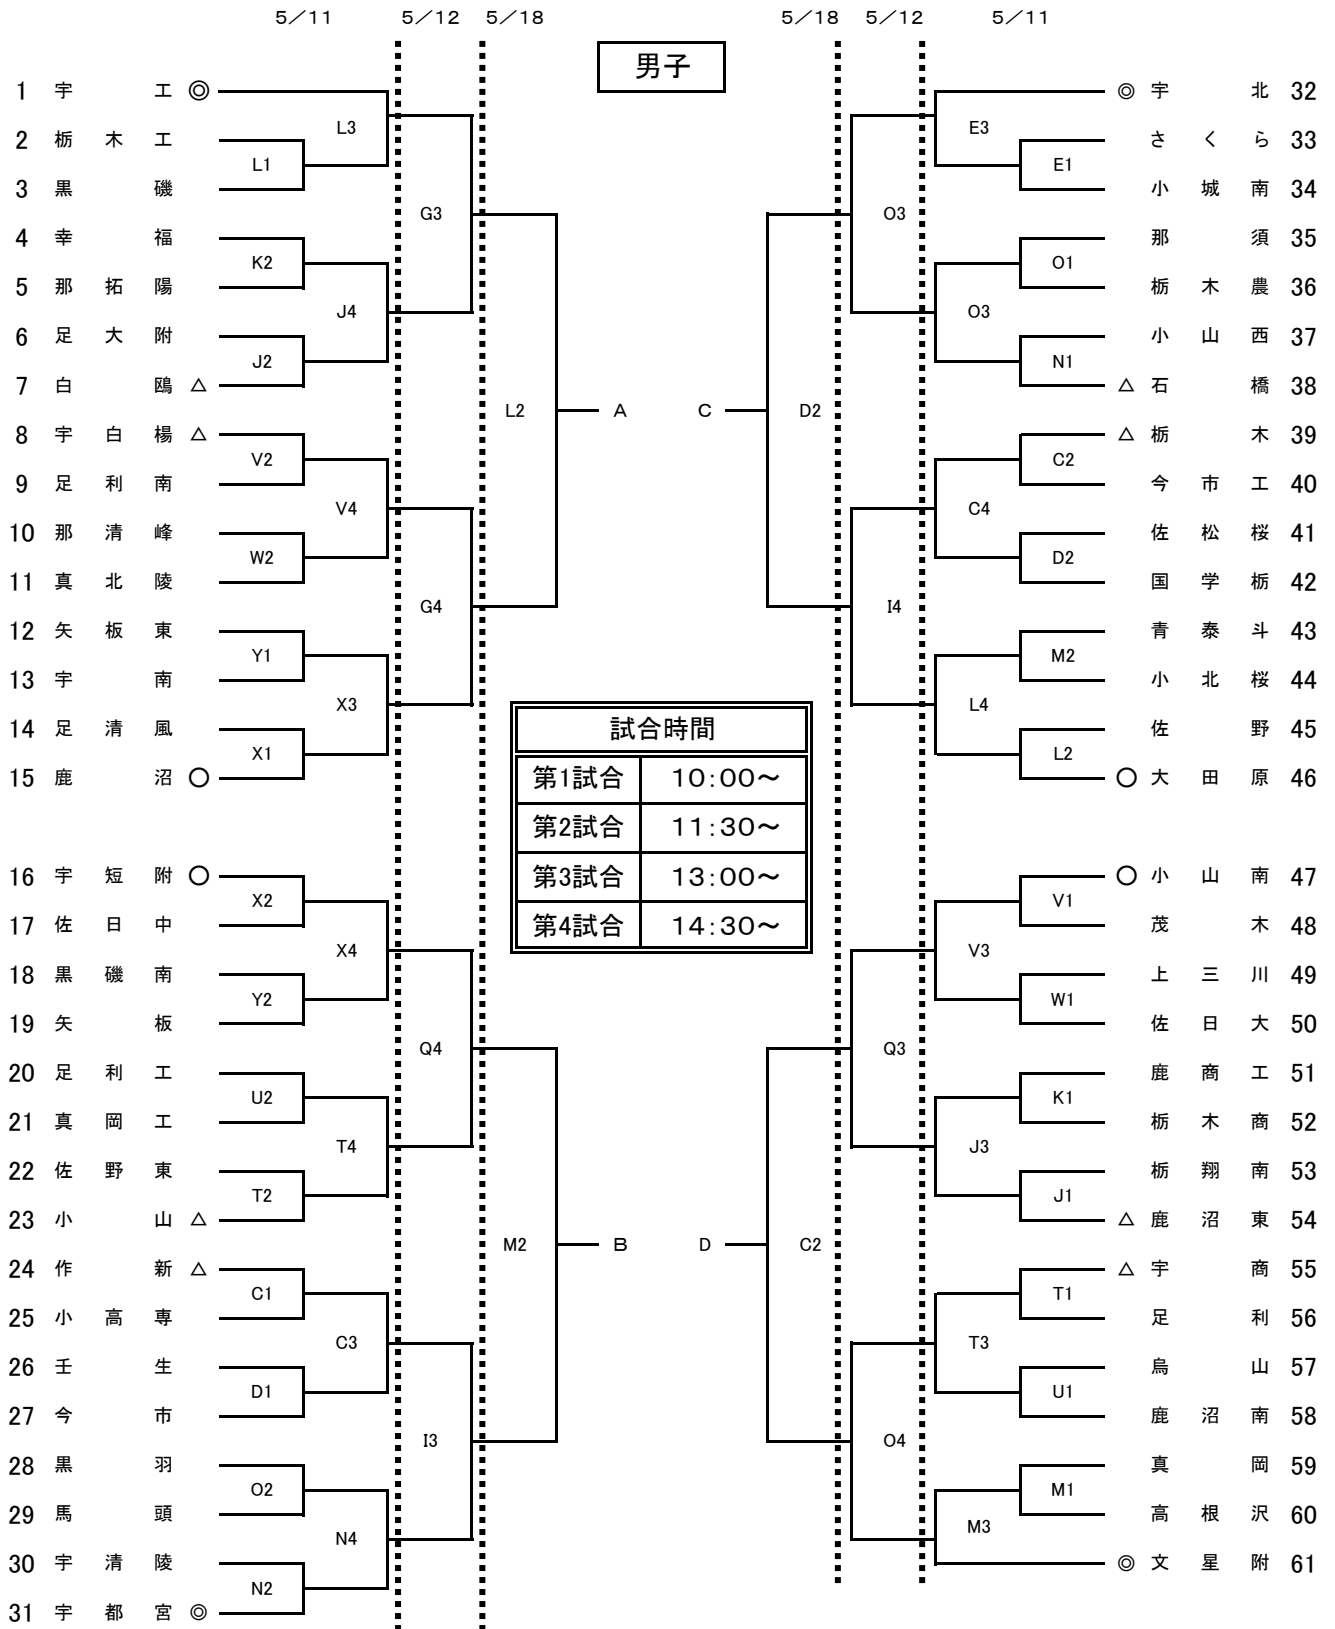 5／11 5／12 5／18 5／18 5／12 5／11
男子
1 宇工 ◎ ◎ 宇北 32
L3 E3
2 栃木工 さくら 33
L1 E1
3 黒磯 小城南 34
G3 O3
4 幸福 那須 35
K2 O1
5 那拓陽 栃木農 36
J4 O3
6 足大附 小山西 37
J2 N1
7 白鴎 △ △ 石橋 38
L2 A C D2
8 宇白楊 △ △ 栃木 39
V2 C2
9 足利南 今市工 40
V4 C4
10 那清峰 佐松桜 41
W2 D2
11 真北陵 国学栃 42
G4 I4
12 矢板東 青泰斗 43
Y1 M2
13 宇南 小北桜 44
X3 L4
14 足清風 佐野 45
X1 L2
15 鹿沼 ○ ○ 大田原 46
試合時間
第1試合 10:00～
第2試合 11:30～
第3試合 13:00～
第4試合 14:30～
16 宇短附 ○ ○ 小山南 47
X2 V1
17 佐日中 茂木 48
X4 V3
18 黒磯南 上三川 49
Y2 W1
19 矢板 佐日大 50
Q4 Q3
20 足利工 鹿商工 51
U2 K1
21 真岡工 栃木商 52
T4 J3
22 佐野東 栃翔南 53
T2 J1
23 小山 △ △ 鹿沼東 54
M2 B D C2
24 作新 △ △ 宇商 55
C1 T1
25 小高専 足利 56
C3 T3
26 壬生 烏山 57
D1 U1
27 今市 鹿沼南 58
I3 O4
28 黒羽 真岡 59
O2 M1
29 馬頭 高根沢 60
N4 M3
30 宇清陵 ◎ 文星附 61
N2
31 宇都宮 ◎